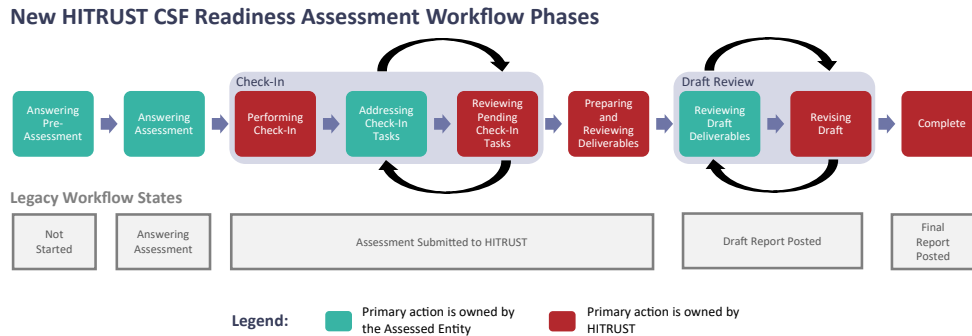 New HITRUST CSF Readiness Assessment Workflow Phases
Check-In
Draft Review
Answering
Pre-
Assessment
Answering
Assessment
Performing
Check-In
Addressing
Check-In
Tasks
Reviewing
Pending
Check-In
Tasks
Preparing
and
Reviewing
Deliverables
Reviewing
Draft
Deliverables
Revising
Draft
Complete
Legacy Workflow States
Not
Started
Answering
Assessment
Assessment Submitted to HITRUST
Draft Report Posted
Final
Report
Posted
Legend:
Primary action is owned by
the Assessed Entity
Primary action is owned by
HITRUST